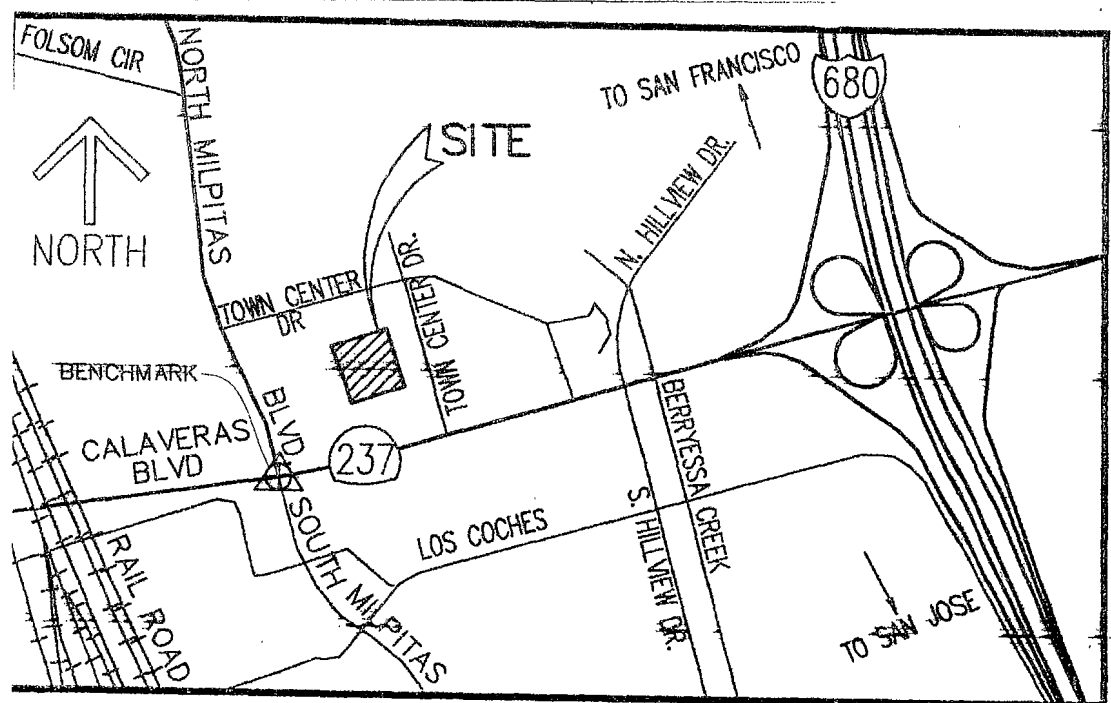 FOLSOM CIR
NORTH MILPITAS
BLVD
TO SAN FRANCISCO
680
SITE
NORTH
N. HILLVIEW DR.
TOWN CENTER
DR
TOWN CENTER DR.
BENCHMARK
CALAVERAS
BLVD
237
BERRYESSA CREEK
S. HILLVIEW DR.
LOS COCHES
SOUTH MILPITAS
RAIL ROAD
TO SAN JOSE